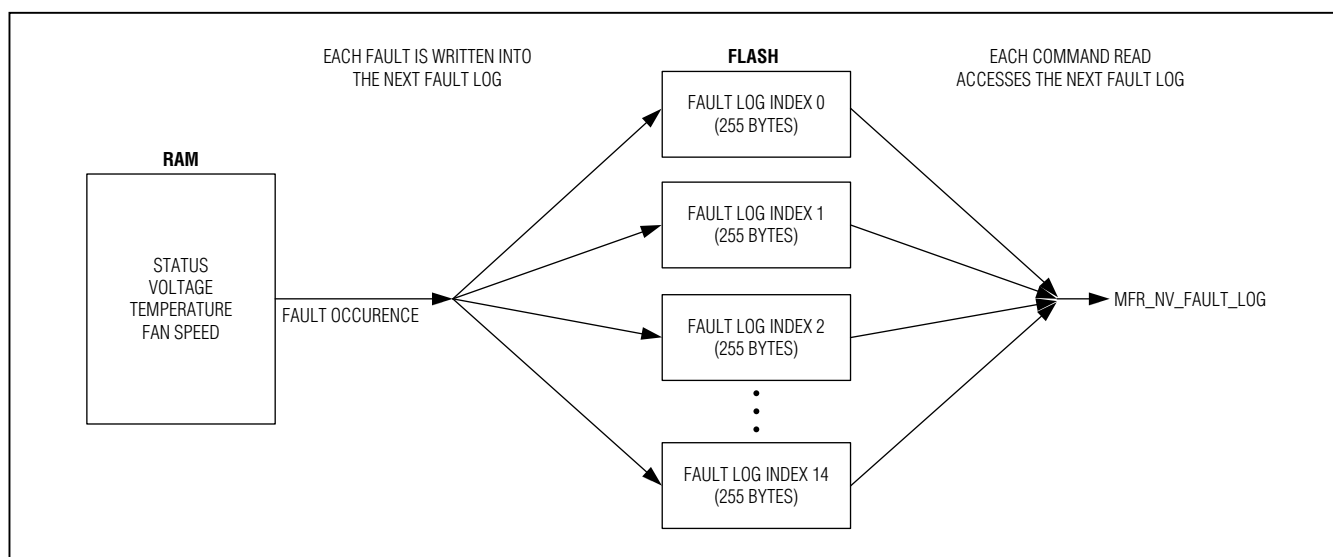 EACH FAULT IS WRITTEN INTO
THE NEXT FAULT LOG
FLASH
EACH COMMAND READ
ACCESSES THE NEXT FAULT LOG
FAULT LOG INDEX 0
(255 BYTES)
RAM
FAULT LOG INDEX 1
(255 BYTES)
STATUS
VOLTAGE
TEMPERATURE
FAN SPEED
FAULT OCCURENCE
MFR_NV_FAULT_LOG
FAULT LOG INDEX 2
(255 BYTES)
FAULT LOG INDEX 14
(255 BYTES)